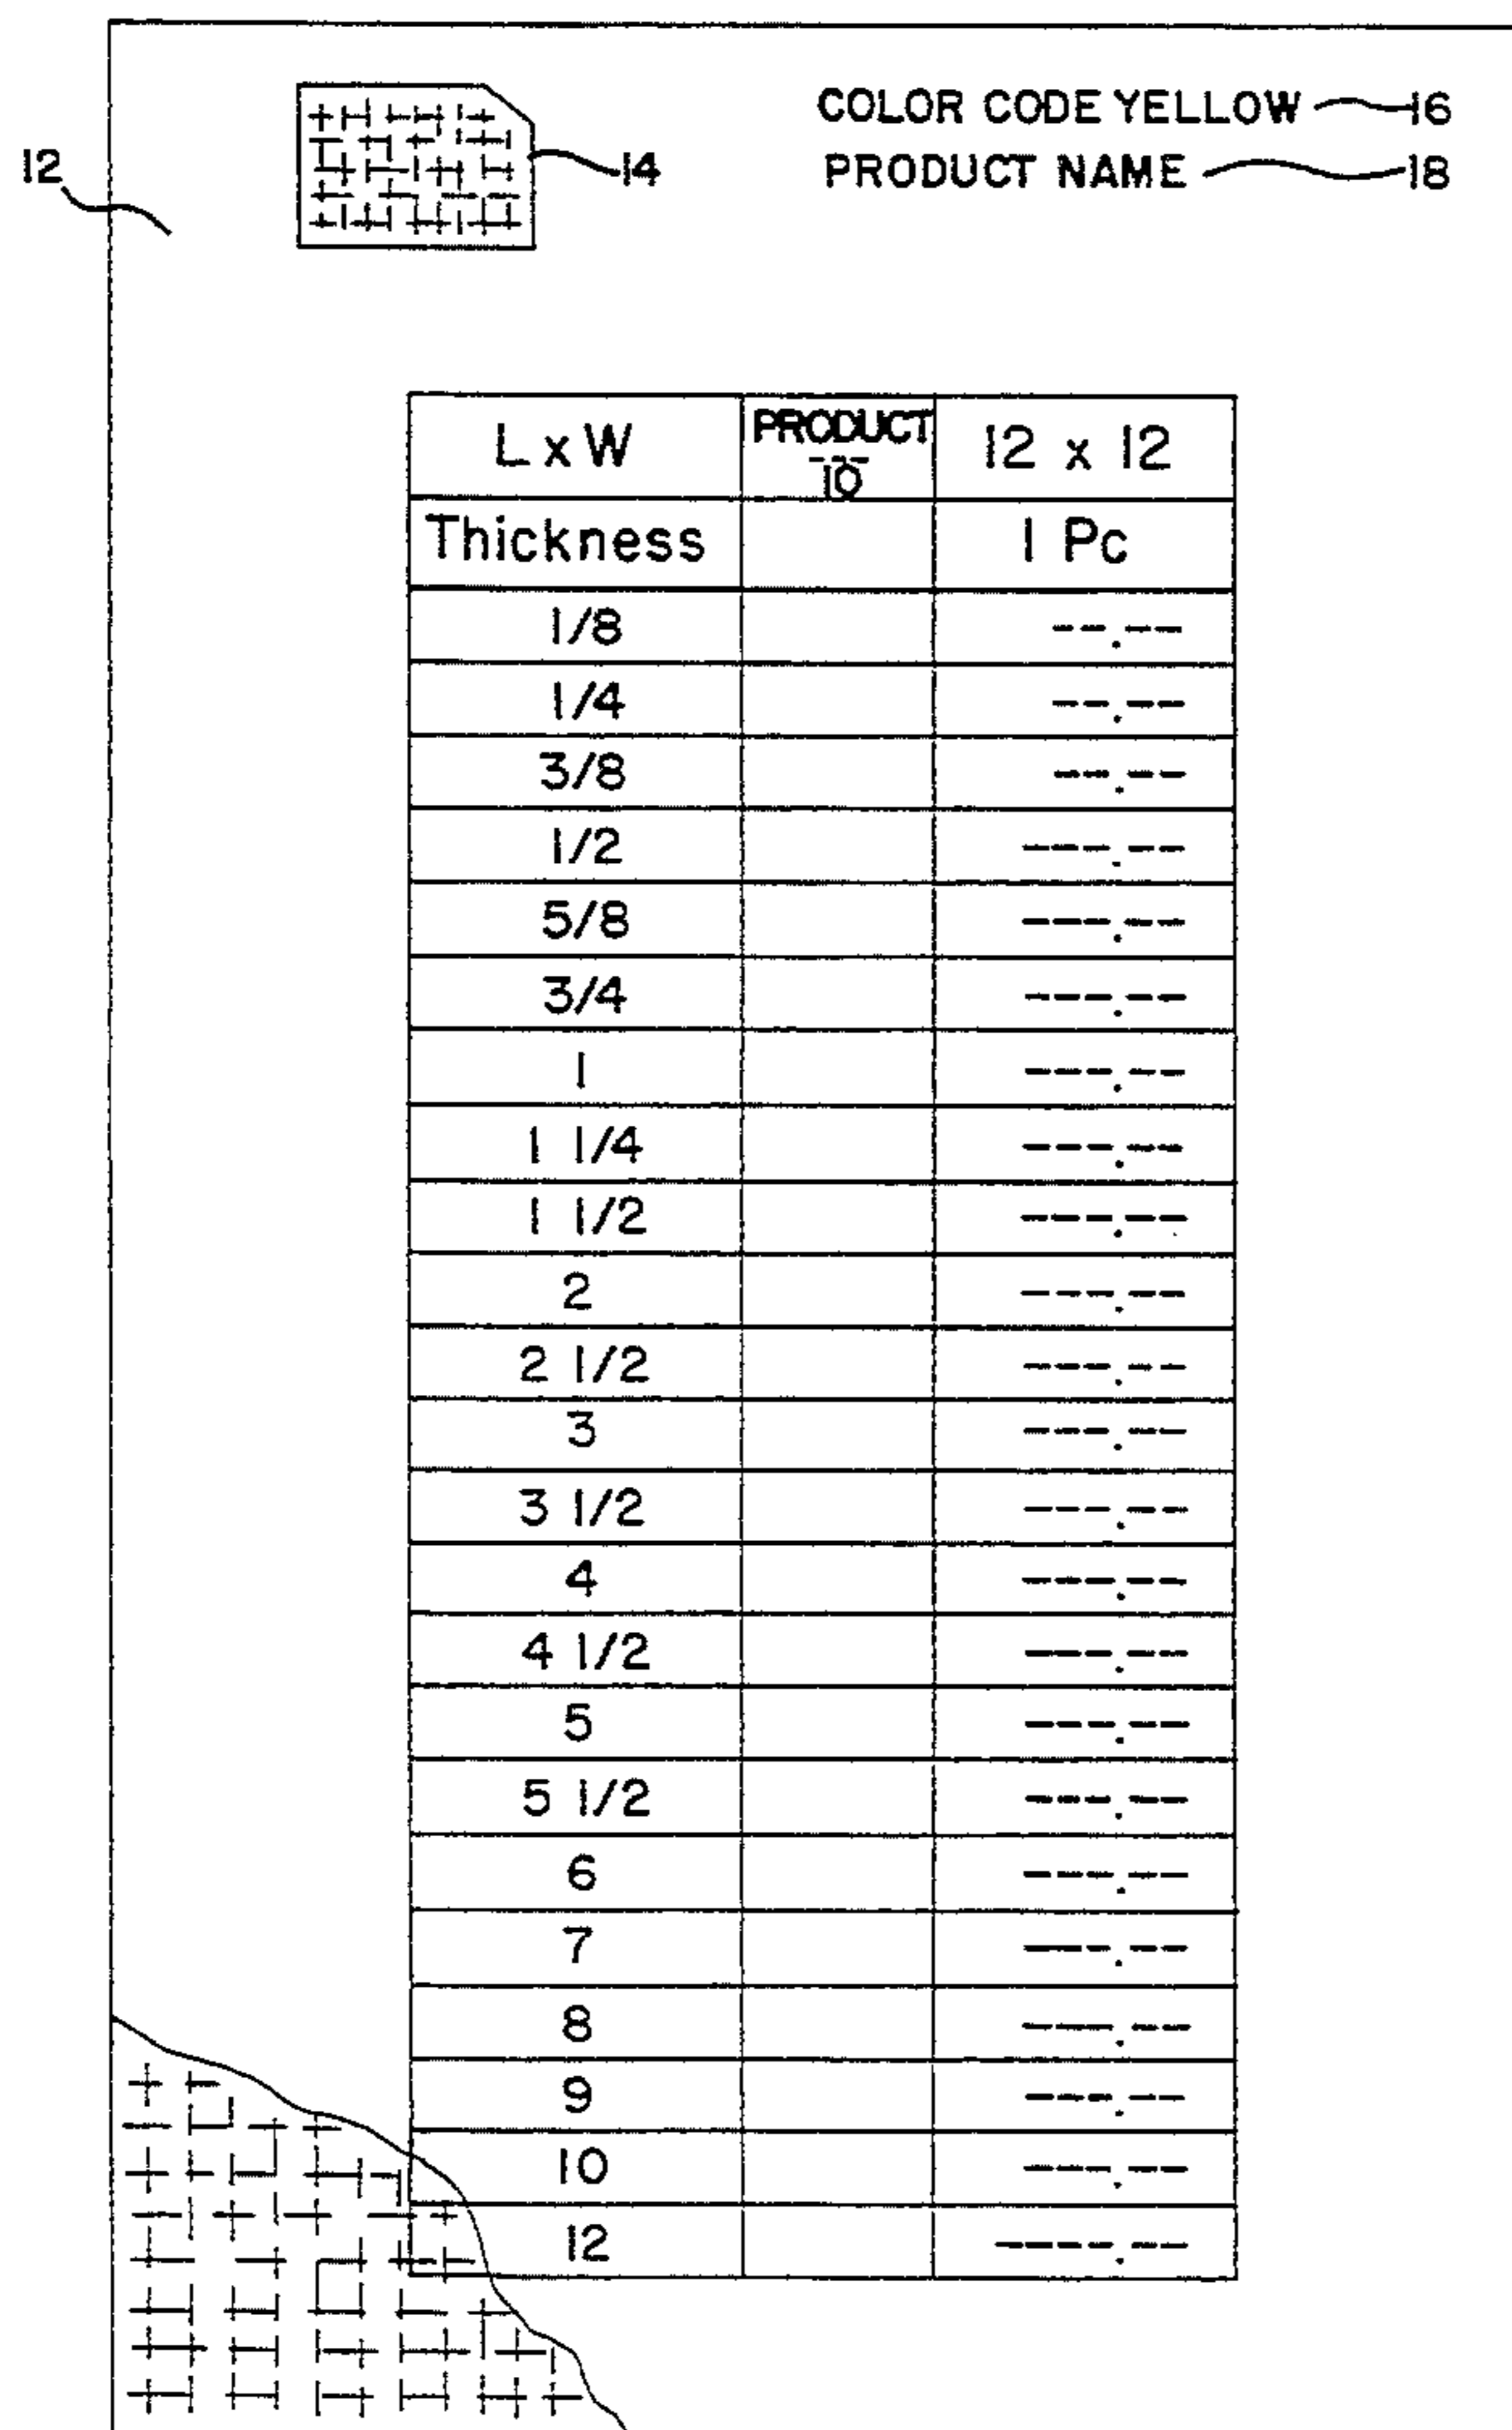 COLOR CODE YELLOW 16
12 14 PRODUCT NAME 18
L x W PRODUCT 12 x 12
10
Thickness 1 Pc
1/8 --.--
1/4 --.--
3/8 --.--
1/2 ---.--
5/8 ---.--
3/4 ---.--
1 ---.--
1 1/4 ---.--
1 1/2 ---.--
2 ---.--
2 1/2 ---.--
3 ---.--
3 1/2 ---.--
4 ---.--
4 1/2 ---.--
5 ---.--
5 1/2 ---.--
6 ---.--
7 ---.--
8 ---.--
9 ---.--
10 ---.--
12 ----.--